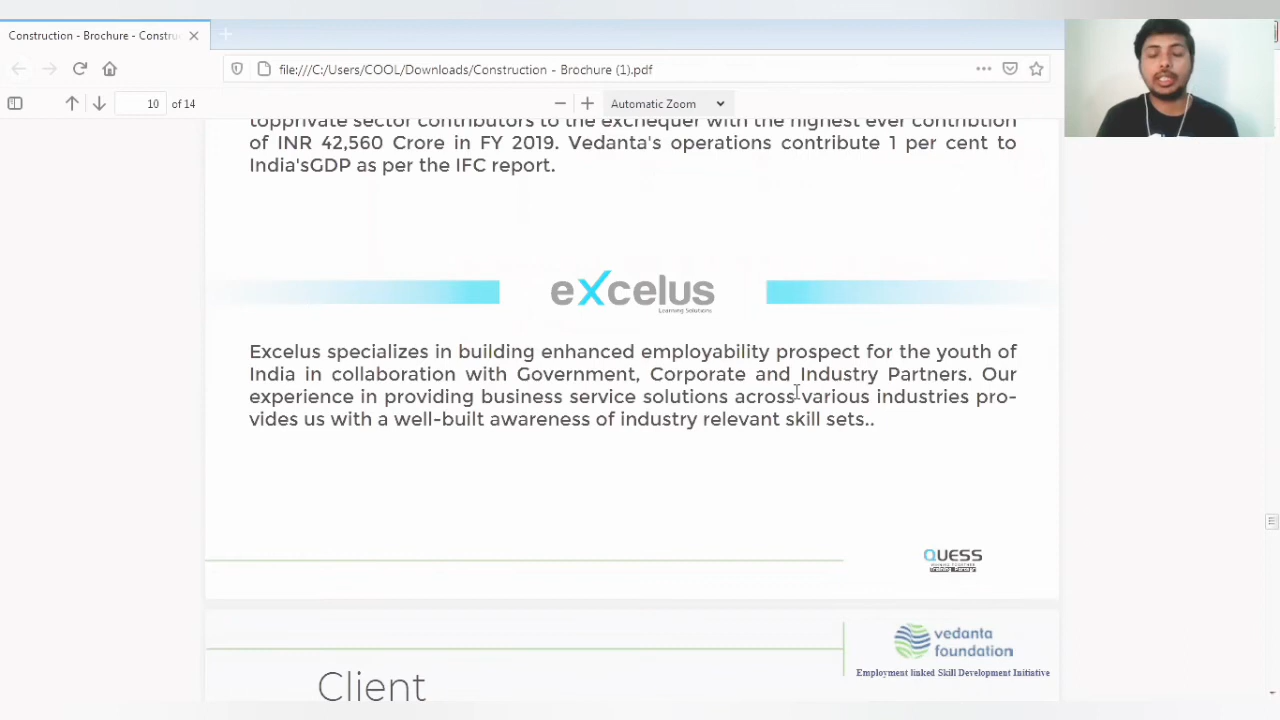 Construction - Brochure - Constru
file:///C:/Users/COOL/Downloads/Construction - Brochure (1).pdf
10 of 14
Automatic Zoom
topprivate sector contributors to the exchequer with the highest ever contribtion
of INR 42,560 Crore in FY 2019. Vedanta's operations contribute 1 per cent to
India'sGDP as per the IFC report.
excelus
Learning Solutions
Excelus specializes in building enhanced employability prospect for the youth of
India in collaboration with Government, Corporate and Industry Partners. Our
experience in providing business service solutions across various industries pro-
vides us with a well-built awareness of industry relevant skill sets..
QUESS
vedanta
foundation
Employment linked Skill Development Initiative
Client